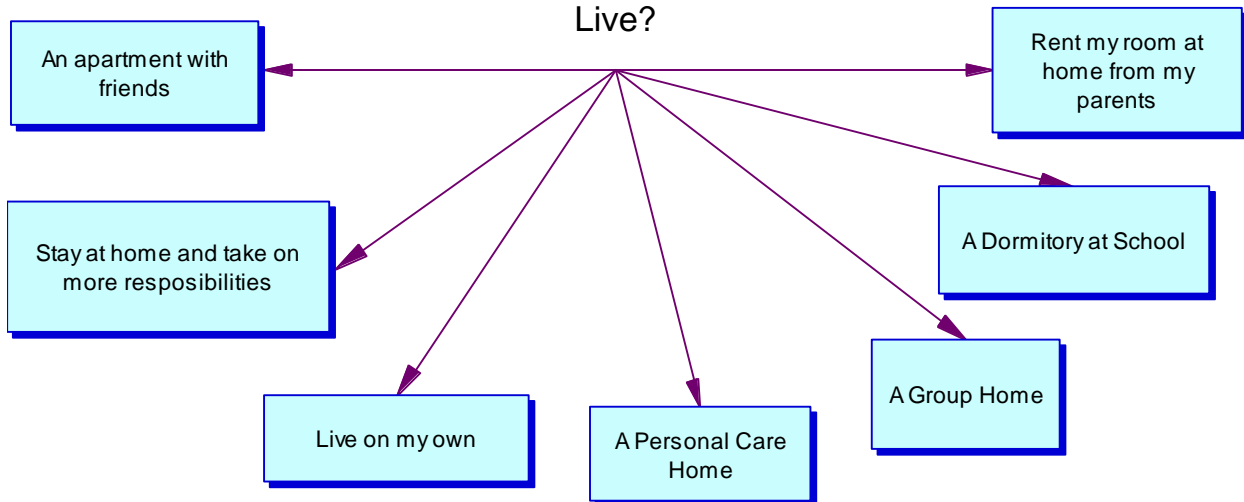 Live?
An apartment with
friends
Rent my room at
home from my
parents
Stay at home and take on
more resposibilities
A Dormitory at School
Live on my own
A Personal Care
Home
A Group Home